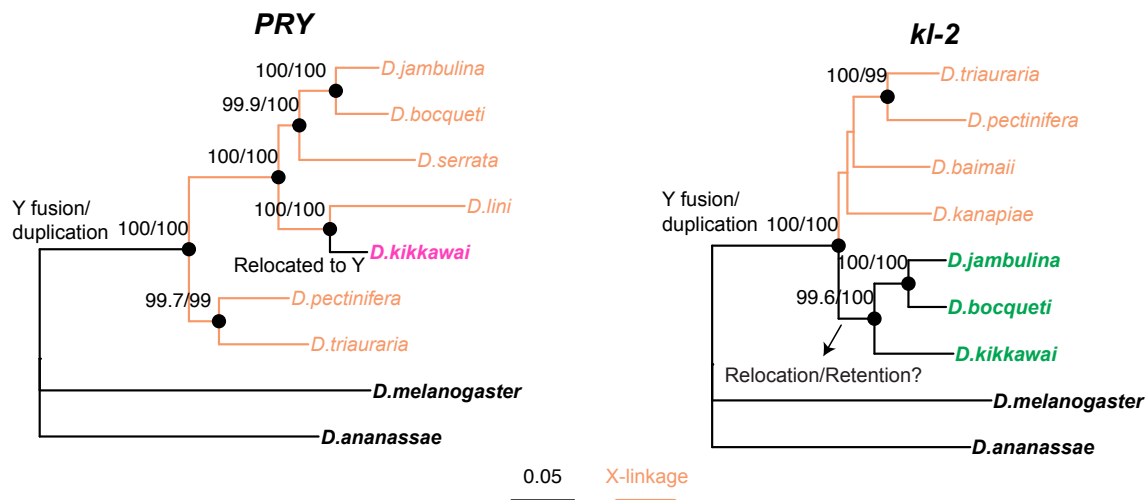 PRY
100/100
D.jambulina
99.9/100
D.bocqueti
100/100
D.serrata
Y fusion/
duplication
100/100
100/100
D.lini
D.kikkawai
Relocated to Y
99.7/99
D.pectinifera
D.triauraria
D.melanogaster
D.ananassae
kl-2
100/99
D.triauraria
D.pectinifera
D.baimaii
D.kanapiae
Y fusion/
duplication
100/100
100/100
D.jambulina
99.6/100
D.bocqueti
D.kikkawai
Relocation/Retention?
D.melanogaster
D.ananassae
0.05
X-linkage